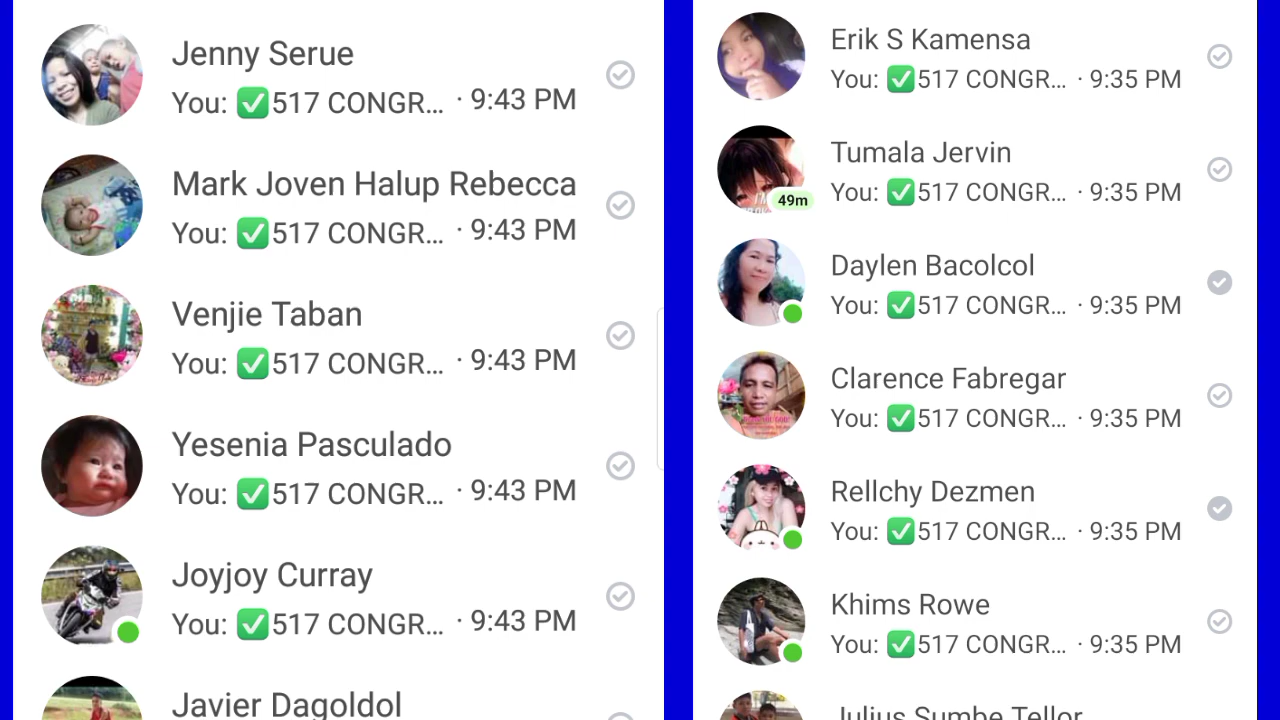 Jenny Serue
You: ✅517 CONGR... · 9:43 PM
Mark Joven Halup Rebecca
You: ✅517 CONGR... · 9:43 PM
Venjie Taban
You: ✅517 CONGR... · 9:43 PM
Yesenia Pasculado
You: ✅517 CONGR... · 9:43 PM
Joyjoy Curray
You: ✅517 CONGR... · 9:43 PM
Javier Dagoldol
Erik S Kamensa
You: ✅517 CONGR... · 9:35 PM
Tumala Jervin
49m
You: ✅517 CONGR... · 9:35 PM
Daylen Bacolcol
You: ✅517 CONGR... · 9:35 PM
Clarence Fabregar
You: ✅517 CONGR... · 9:35 PM
Rellchy Dezmen
You: ✅517 CONGR... · 9:35 PM
Khims Rowe
You: ✅517 CONGR... · 9:35 PM
Julius Sumbe Tellor